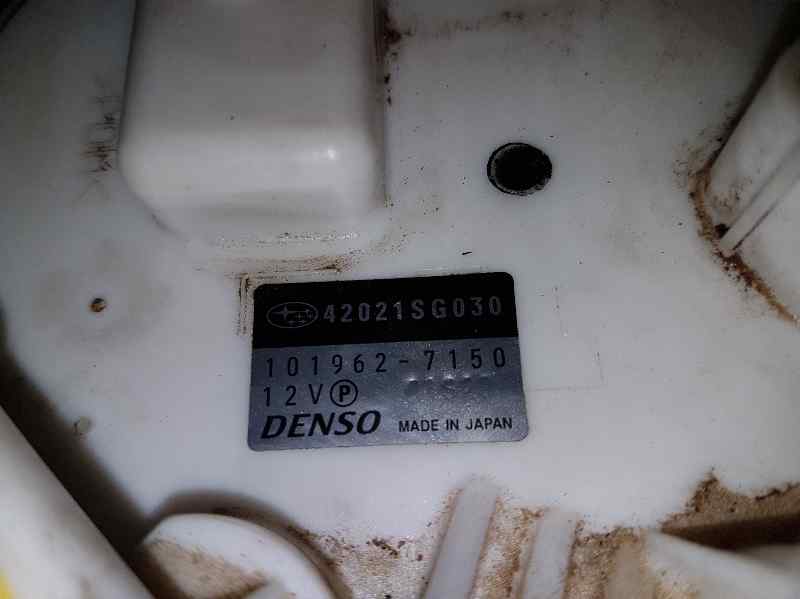 42021SG030
101962-7150
12V Ⓟ
DENSO MADE IN JAPAN